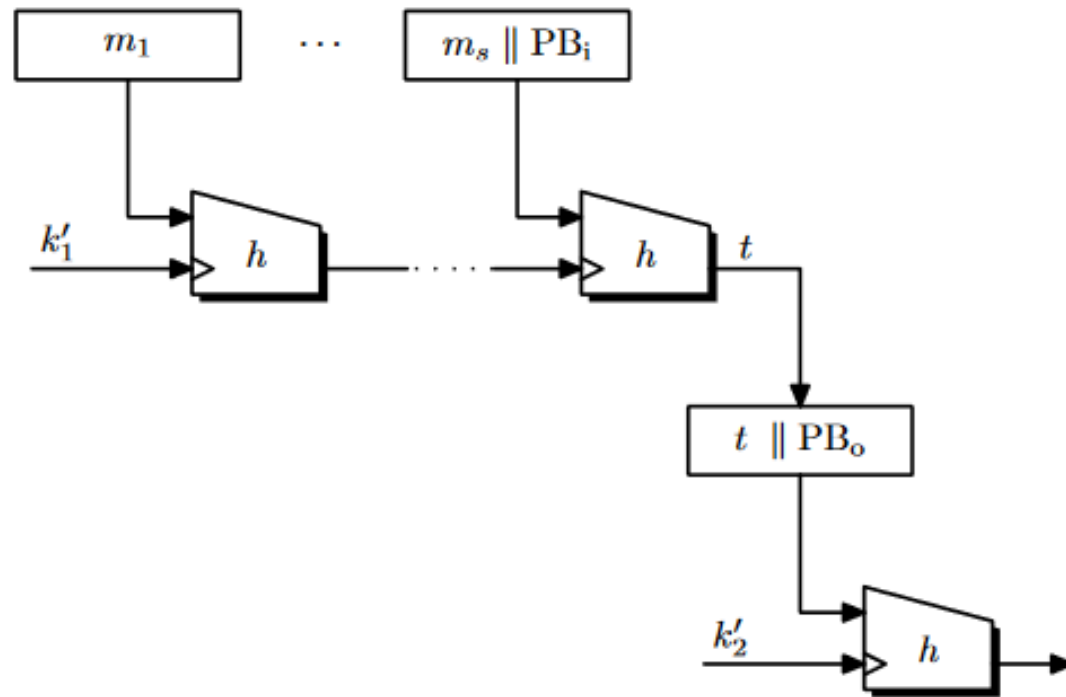 m₁ ⋯ mₛ ∥ PBᵢ
k′₁ h ⋯⋯ h t
t ∥ PBₒ
k′₂ h